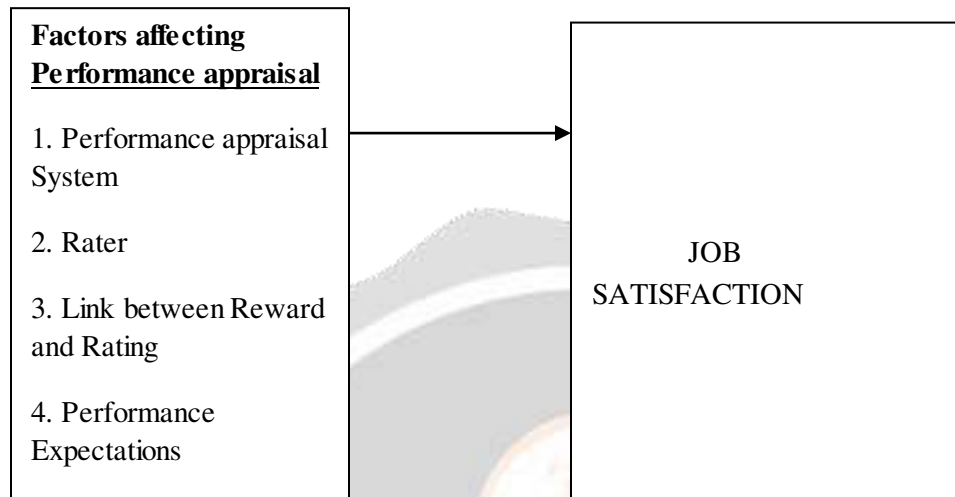 Factors affecting
Performance appraisal
1. Performance appraisal
System
2. Rater
3. Link between Reward
and Rating
4. Performance
Expectations
JOB
SATISFACTION